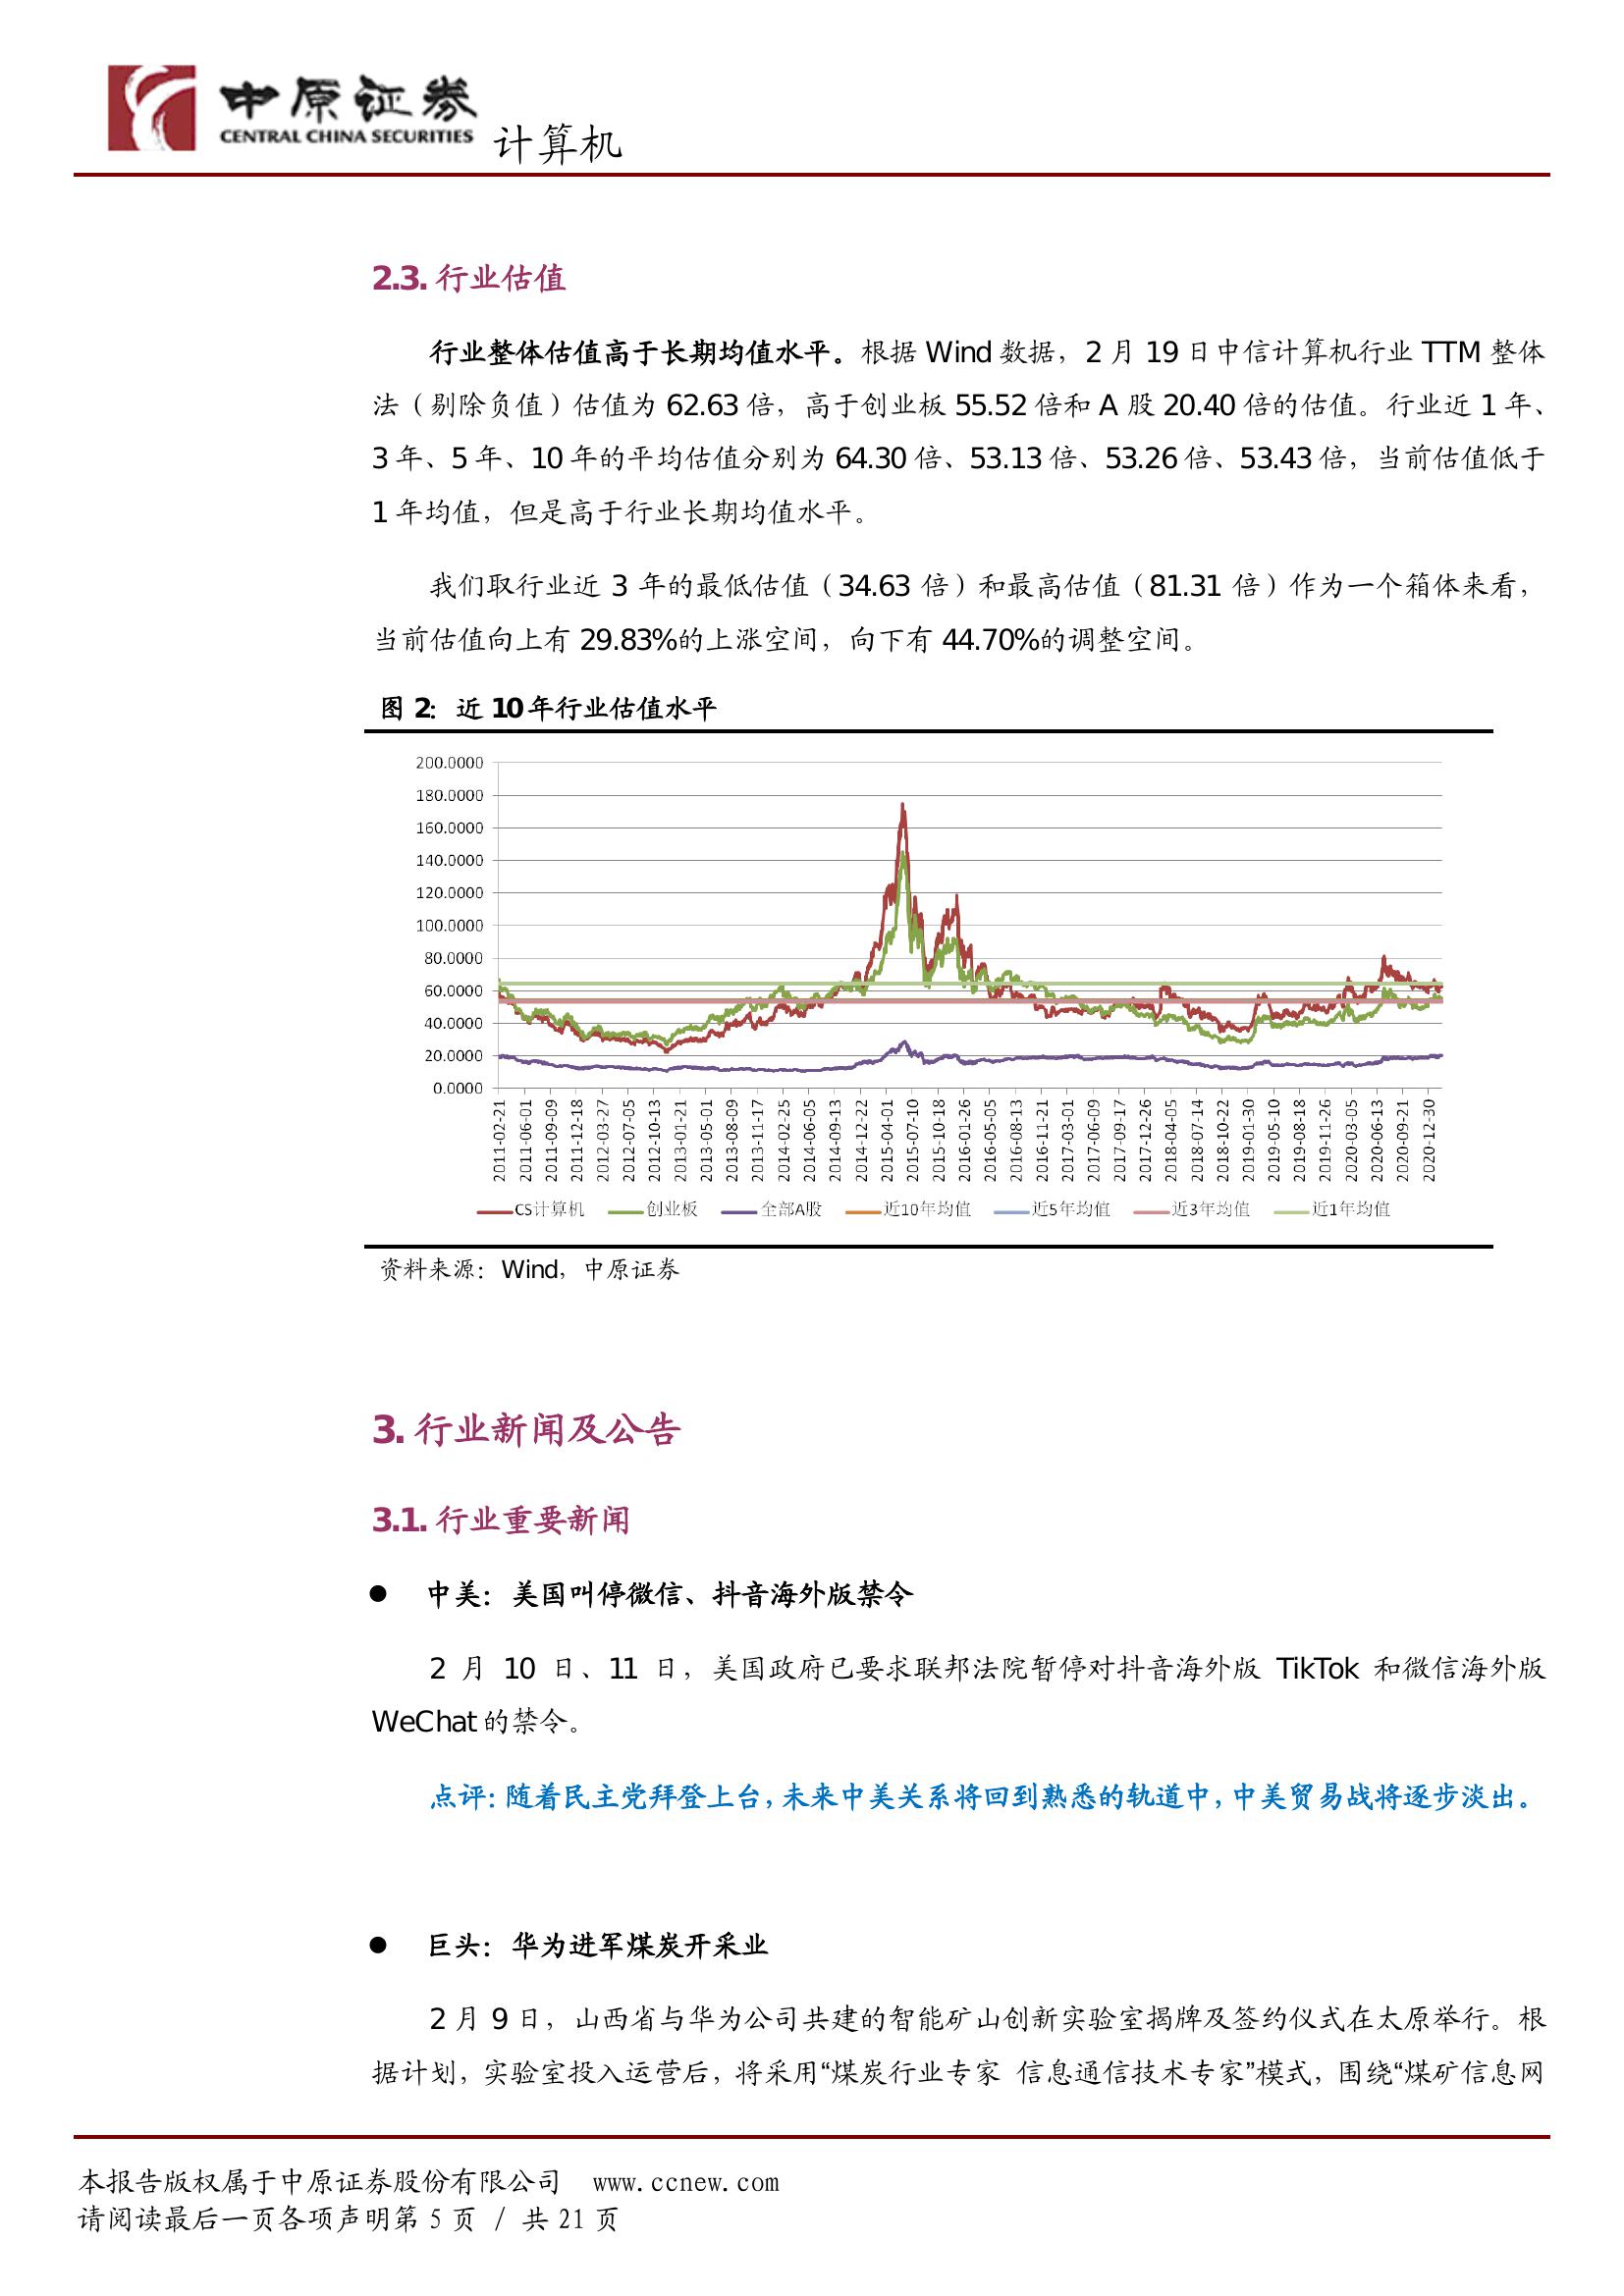 中原证券
CENTRAL CHINA SECURITIES
计算机
2.3. 行业估值
行业整体估值高于长期均值水平。根据 Wind 数据，2 月 19 日中信计算机行业 TTM 整体
法（剔除负值）估值为 62.63 倍，高于创业板 55.52 倍和 A 股 20.40 倍的估值。行业近 1 年、
3 年、5 年、10 年的平均估值分别为 64.30 倍、53.13 倍、53.26 倍、53.43 倍，当前估值低于
1 年均值，但是高于行业长期均值水平。
我们取行业近 3 年的最低估值（34.63 倍）和最高估值（81.31 倍）作为一个箱体来看，
当前估值向上有 29.83%的上涨空间，向下有 44.70%的调整空间。
图 2：近 10 年行业估值水平
200.0000
180.0000
160.0000
140.0000
120.0000
100.0000
80.0000
60.0000
40.0000
20.0000
0.0000
2011-02-21
2011-06-01
2011-09-09
2011-12-18
2012-03-27
2012-07-05
2012-10-13
2013-01-21
2013-05-01
2013-08-09
2013-11-17
2014-02-25
2014-06-05
2014-09-13
2014-12-22
2015-04-01
2015-07-10
2015-10-18
2016-01-26
2016-05-05
2016-08-13
2016-11-21
2017-03-01
2017-06-09
2017-09-17
2017-12-26
2018-04-05
2018-07-14
2018-10-22
2019-01-30
2019-05-10
2019-08-18
2019-11-26
2020-03-05
2020-06-13
2020-09-21
2020-12-30
CS计算机 创业板 全部A股 近10年均值 近5年均值 近3年均值 近1年均值
资料来源：Wind，中原证券
3. 行业新闻及公告
3.1. 行业重要新闻
● 中美：美国叫停微信、抖音海外版禁令
2 月 10 日、11 日，美国政府已要求联邦法院暂停对抖音海外版 TikTok 和微信海外版
WeChat 的禁令。
点评：随着民主党拜登上台，未来中美关系将回到熟悉的轨道中，中美贸易战将逐步淡出。
● 巨头：华为进军煤炭开采业
2 月 9 日，山西省与华为公司共建的智能矿山创新实验室揭牌及签约仪式在太原举行。根
据计划，实验室投入运营后，将采用“煤炭行业专家 信息通信技术专家”模式，围绕“煤矿信息网
本报告版权属于中原证券股份有限公司 www.ccnew.com
请阅读最后一页各项声明第 5 页 / 共 21 页